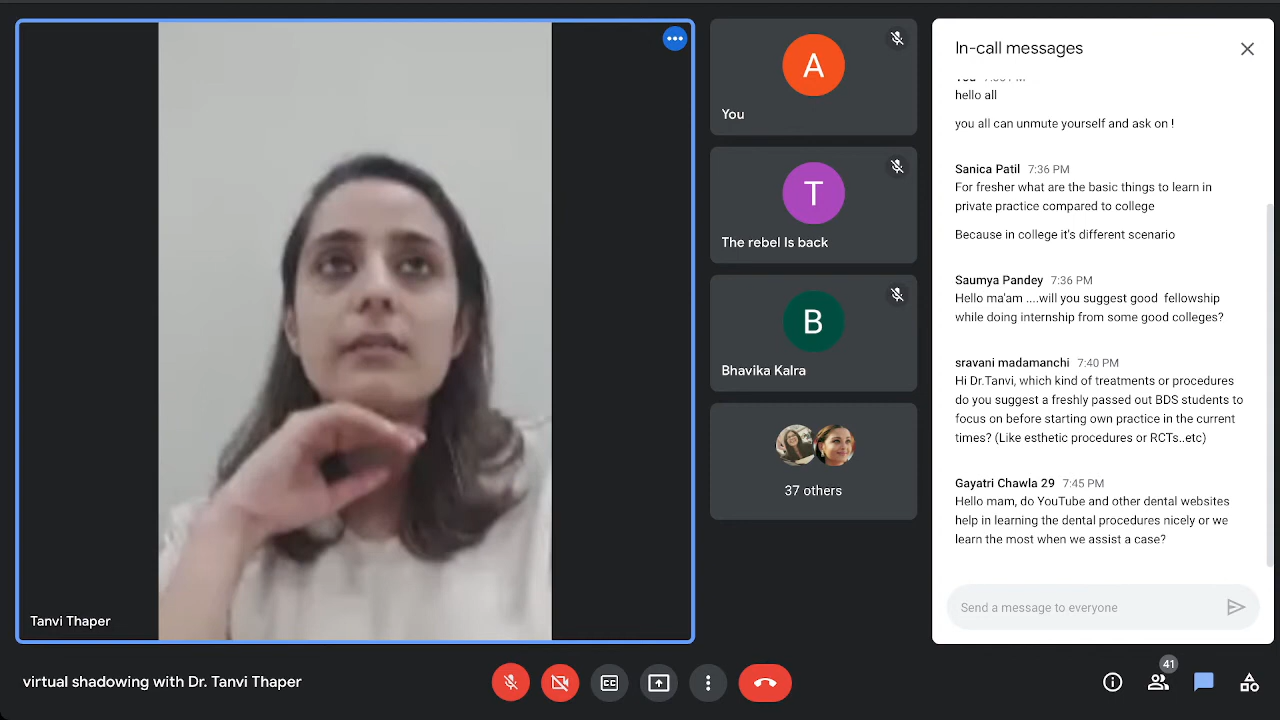 In-call messages
hello all
you all can unmute yourself and ask on !
Sanica Patil 7:36 PM
For fresher what are the basic things to learn in
private practice compared to college
Because in college it's different scenario
Saumya Pandey 7:36 PM
Hello ma'am ....will you suggest good fellowship
while doing internship from some good colleges?
sravani madamanchi 7:40 PM
Hi Dr.Tanvi, which kind of treatments or procedures
do you suggest a freshly passed out BDS students to
focus on before starting own practice in the current
times? (Like esthetic procedures or RCTs..etc)
Gayatri Chawla 29 7:45 PM
Hello mam, do YouTube and other dental websites
help in learning the dental procedures nicely or we
learn the most when we assist a case?
Send a message to everyone
A
You
T
The rebel Is back
B
Bhavika Kalra
37 others
Tanvi Thaper
virtual shadowing with Dr. Tanvi Thaper
CC
41